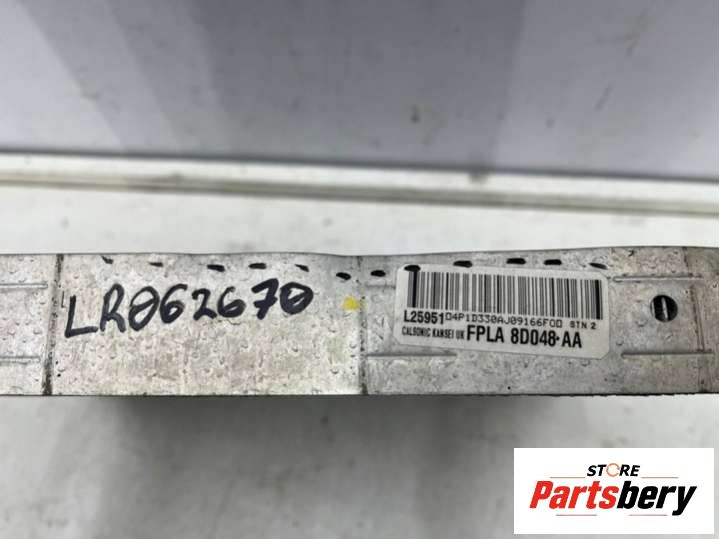 LR062670
L25951 04P1D330AJ09166F0D STN 2
CALSONIC KANSEI UK FPLA 8D048-AA
STORE
Partsbery